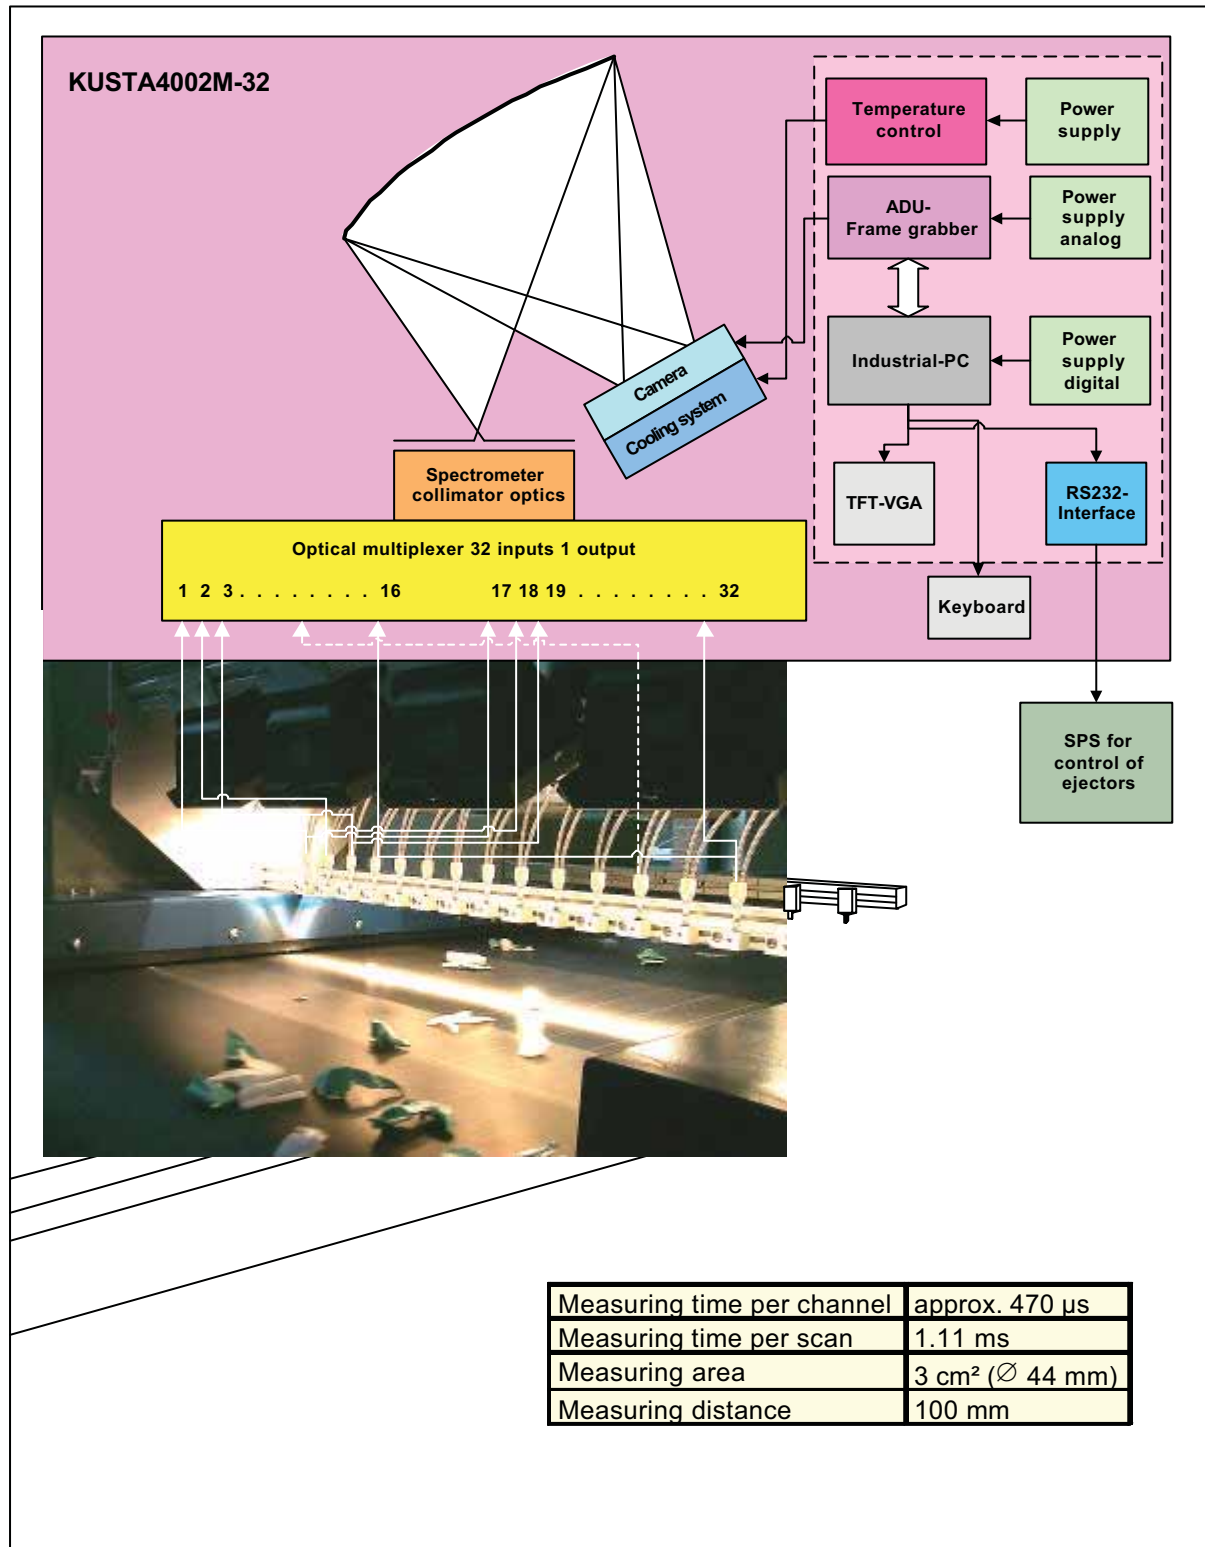 KUSTA4002M-32
Temperature
control
Power
supply
ADU-
Frame grabber
Power
supply
analog
Industrial-PC
Power
supply
digital
Camera
Cooling system
Spectrometer
collimator optics
TFT-VGA
RS232-
Interface
Optical multiplexer 32 inputs 1 output
1 2 3 . . . . . . . . 16 17 18 19 . . . . . . . . 32
Keyboard
SPS for
control of
ejectors
Measuring time per channel approx. 470 µs
Measuring time per scan 1.11 ms
Measuring area 3 cm² (∅ 44 mm)
Measuring distance 100 mm